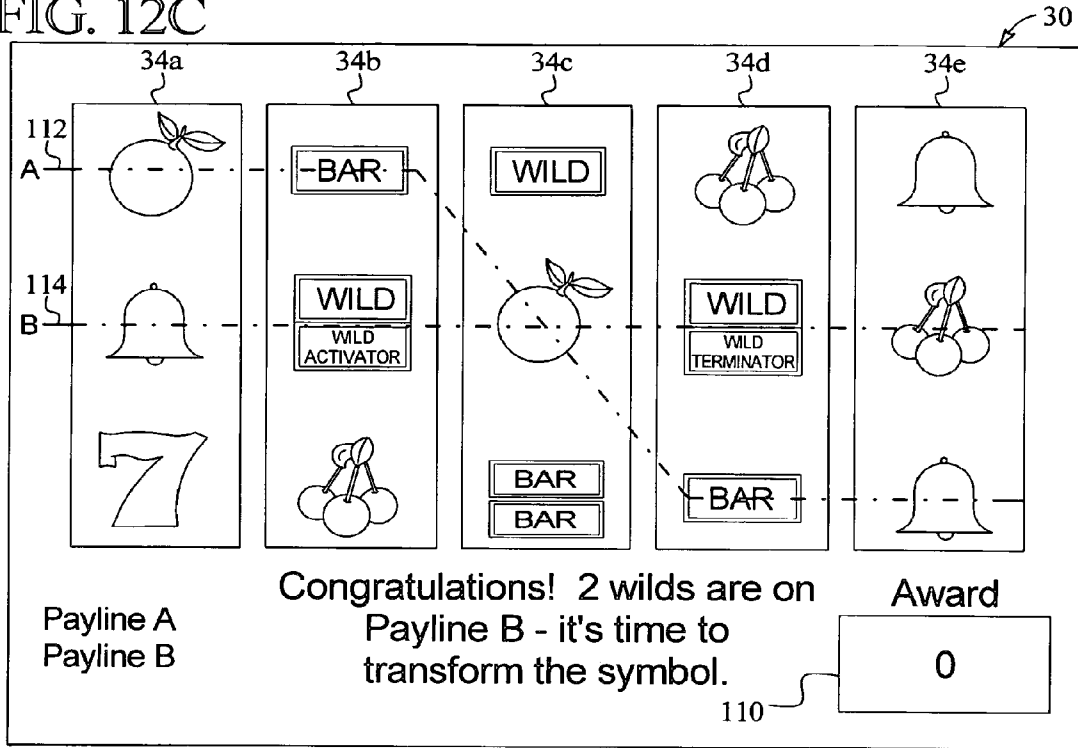 FIG. 12C
30
34a 34b 34c 34d 34e
112
A BAR WILD
114
B WILD WILD
WILD ACTIVATOR WILD TERMINATOR
7 BAR
BAR BAR
Congratulations! 2 wilds are on
Payline B - it's time to
transform the symbol.
Payline A
Payline B
Award
0
110